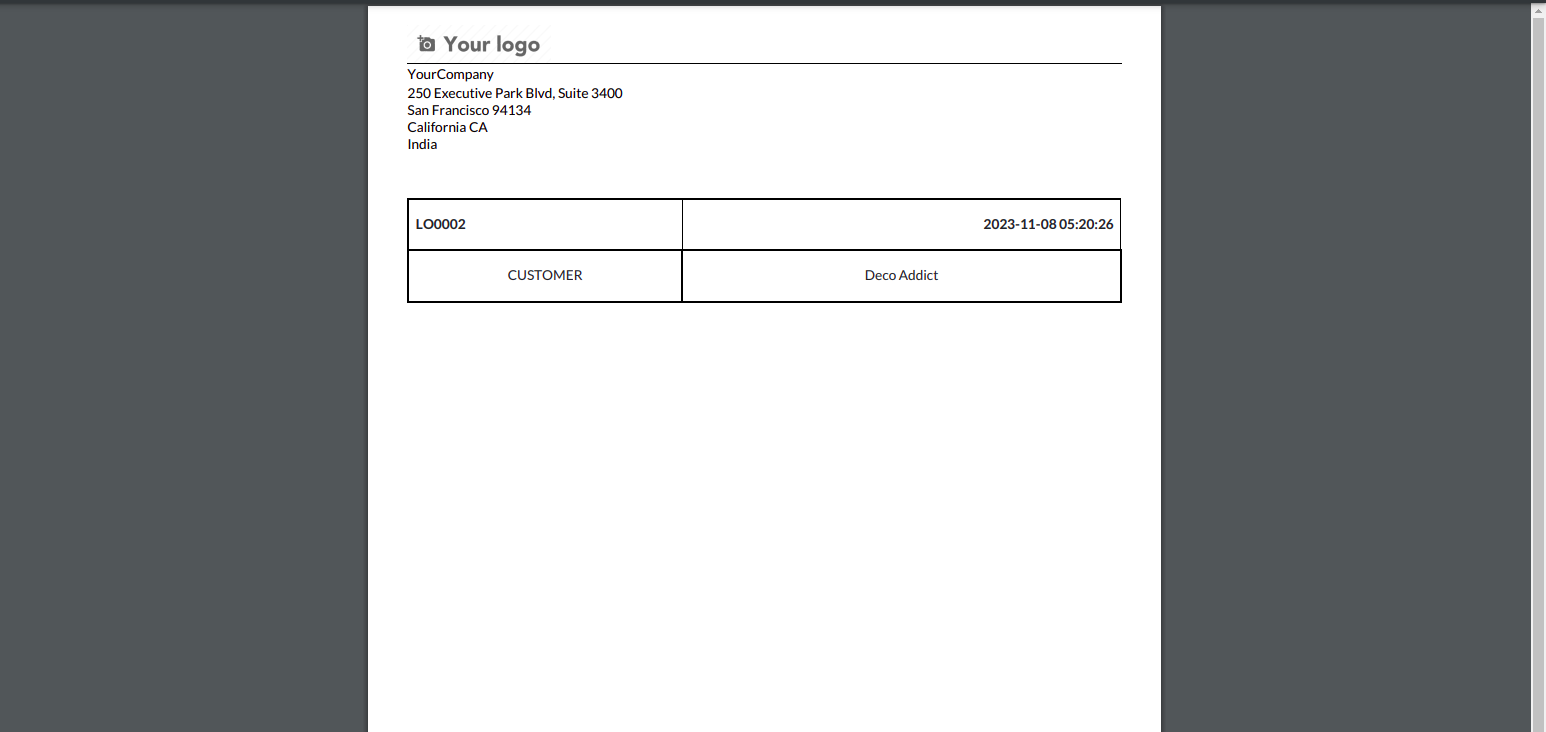 Your logo
YourCompany
250 Executive Park Blvd, Suite 3400
San Francisco 94134
California CA
India
LO0002 2023-11-08 05:20:26
CUSTOMER Deco Addict